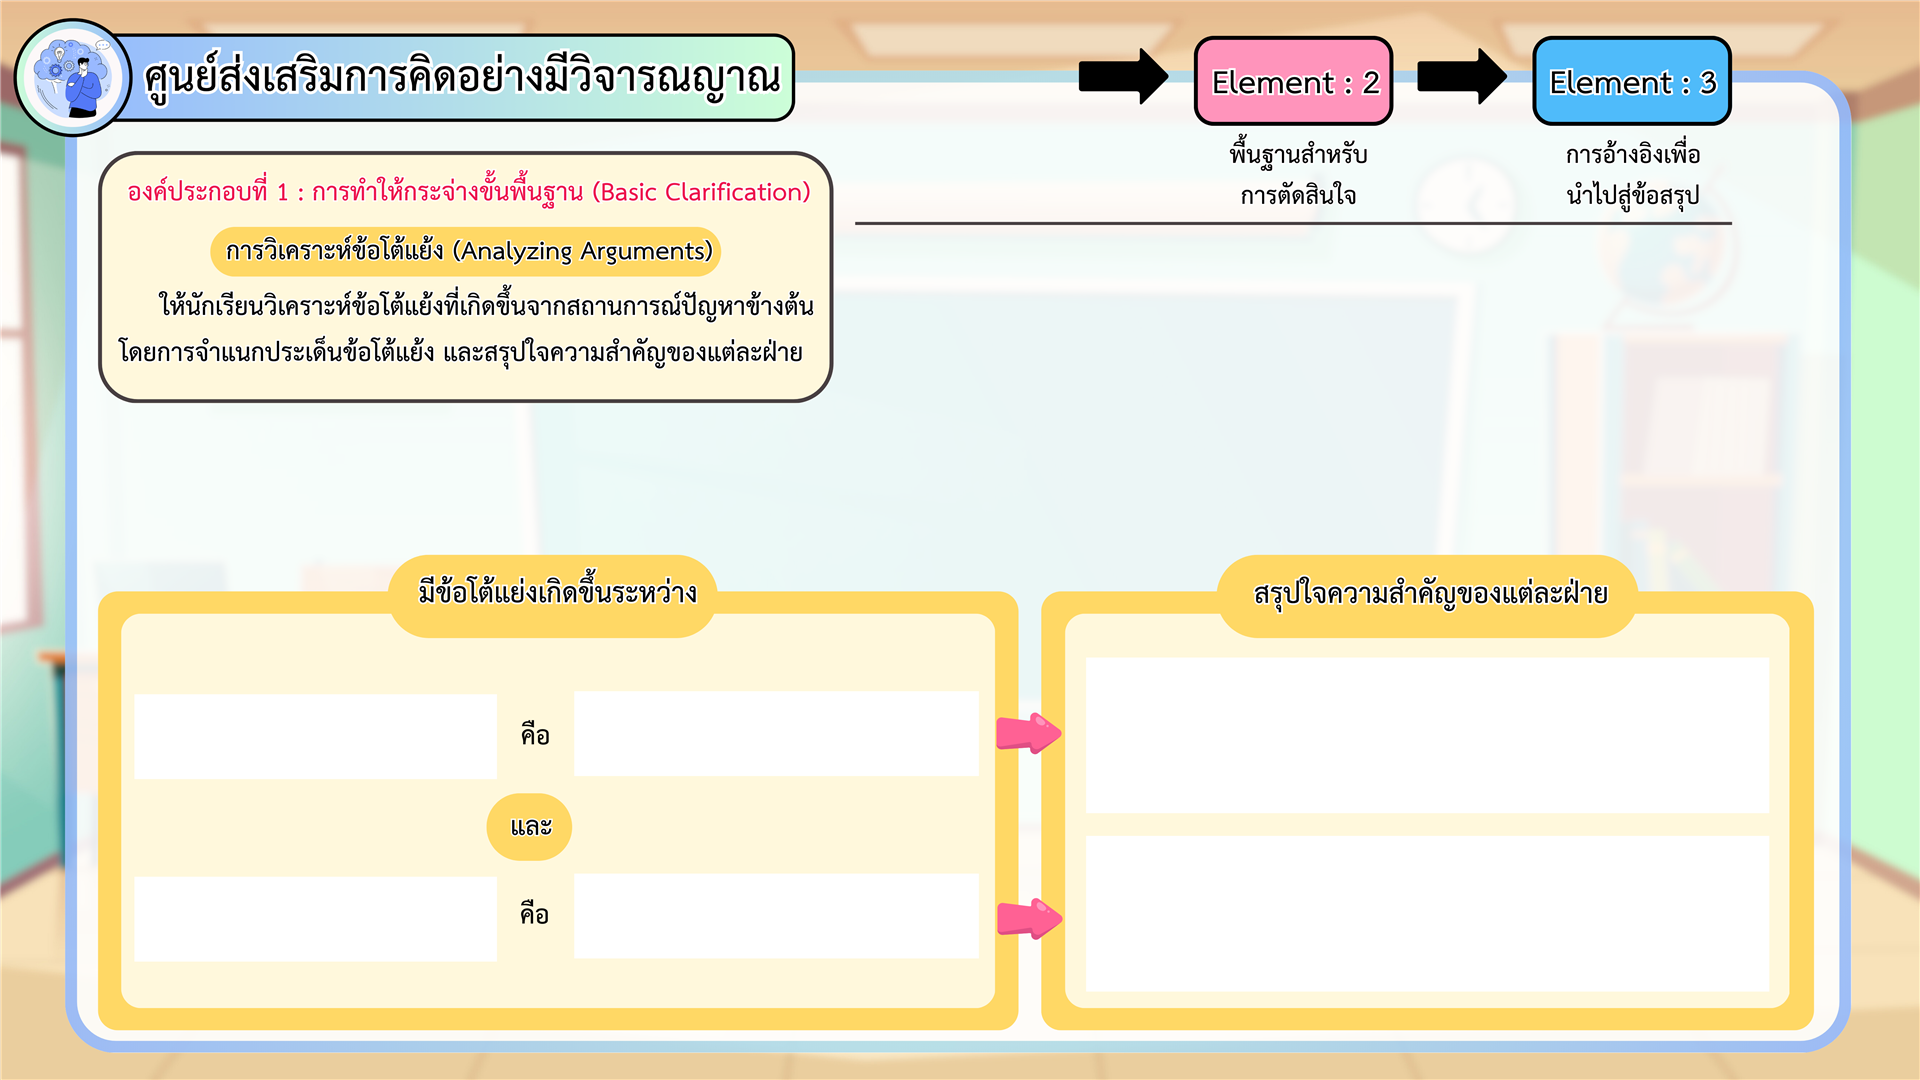 ศูนย์ส่งเสริมการคิดอย่างมีวิจารณญาณ
Element : 2
Element : 3
พื้นฐานสำหรับ
การตัดสินใจ
การอ้างอิงเพื่อ
นำไปสู่ข้อสรุป
องค์ประกอบที่ 1 : การทำให้กระจ่างขั้นพื้นฐาน (Basic Clarification)
การวิเคราะห์ข้อโต้แย้ง (Analyzing Arguments)
ให้นักเรียนวิเคราะห์ข้อโต้แย้งที่เกิดขึ้นจากสถานการณ์ปัญหาข้างต้น
โดยการจำแนกประเด็นข้อโต้แย้ง และสรุปใจความสำคัญของแต่ละฝ่าย
มีข้อโต้แย่งเกิดขึ้นระหว่าง
คือ
และ
คือ
สรุปใจความสำคัญของแต่ละฝ่าย